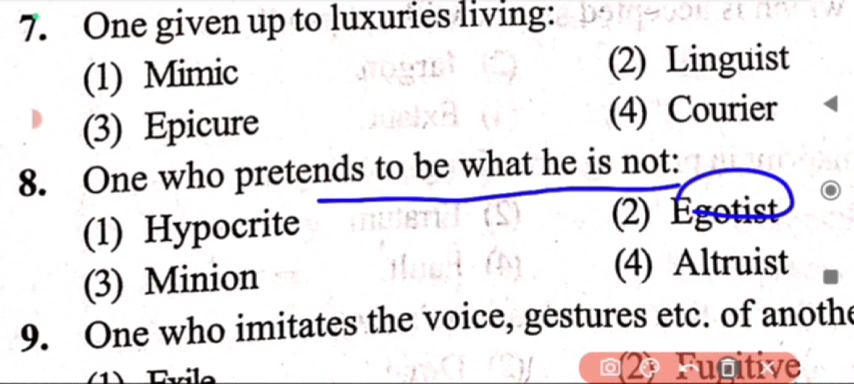 7. One given up to luxuries living:
(1) Mimic (2) Linguist
(3) Epicure (4) Courier
8. One who pretends to be what he is not:
(1) Hypocrite (2) Egotist
(3) Minion (4) Altruist
9. One who imitates the voice, gestures etc. of anothe
(1) Exile (2) Fugitive